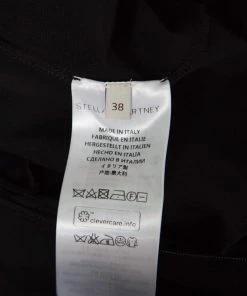 STELLA McCARTNEY
38
MADE IN ITALY
FABRIQUE EN ITALIE
HERGESTELLT IN ITALIEN
HECHO EN ITALIA
СДЕЛАНО В ИТАЛИИ
イタリア製
产地:意大利
clevercare.info